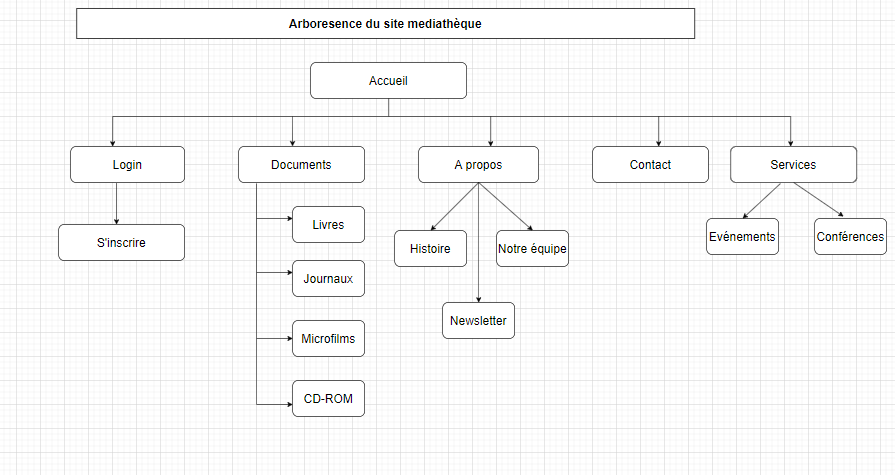 Arboresence du site mediathèque
Accueil
Login
Documents
A propos
Contact
Services
S'inscrire
Livres
Journaux
Microfilms
CD-ROM
Histoire
Notre équipe
Newsletter
Evénements
Conférences